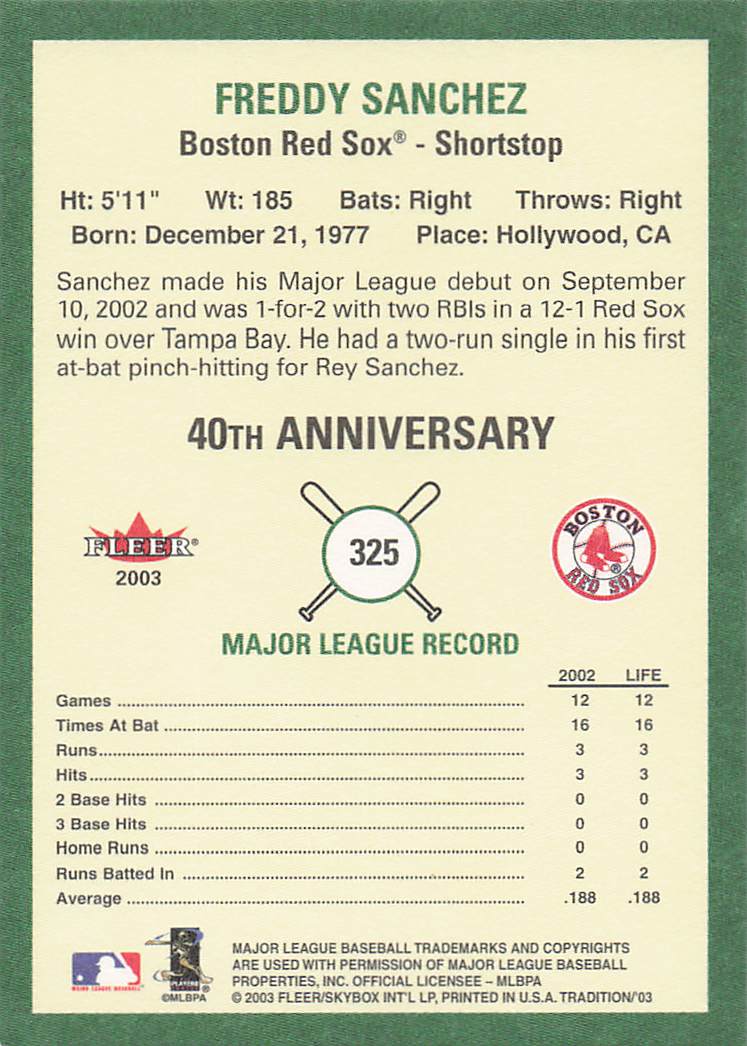 FREDDY SANCHEZ
Boston Red Sox® - Shortstop
Ht: 5'11" Wt: 185 Bats: Right Throws: Right
Born: December 21, 1977 Place: Hollywood, CA
Sanchez made his Major League debut on September
10, 2002 and was 1-for-2 with two RBIs in a 12-1 Red Sox
win over Tampa Bay. He had a two-run single in his first
at-bat pinch-hitting for Rey Sanchez.
40TH ANNIVERSARY
FLEER®
2003
325
BOSTON
RED SOX
®
MAJOR LEAGUE RECORD
2002 LIFE
Games 12 12
Times At Bat 16 16
Runs 3 3
Hits 3 3
2 Base Hits 0 0
3 Base Hits 0 0
Home Runs 0 0
Runs Batted In 2 2
Average .188 .188
MAJOR LEAGUE BASEBALL
PLAYERS
®
©MLBPA
MAJOR LEAGUE BASEBALL TRADEMARKS AND COPYRIGHTS
ARE USED WITH PERMISSION OF MAJOR LEAGUE BASEBALL
PROPERTIES, INC. OFFICIAL LICENSEE – MLBPA
© 2003 FLEER/SKYBOX INT'L LP, PRINTED IN U.S.A. TRADITION/'03